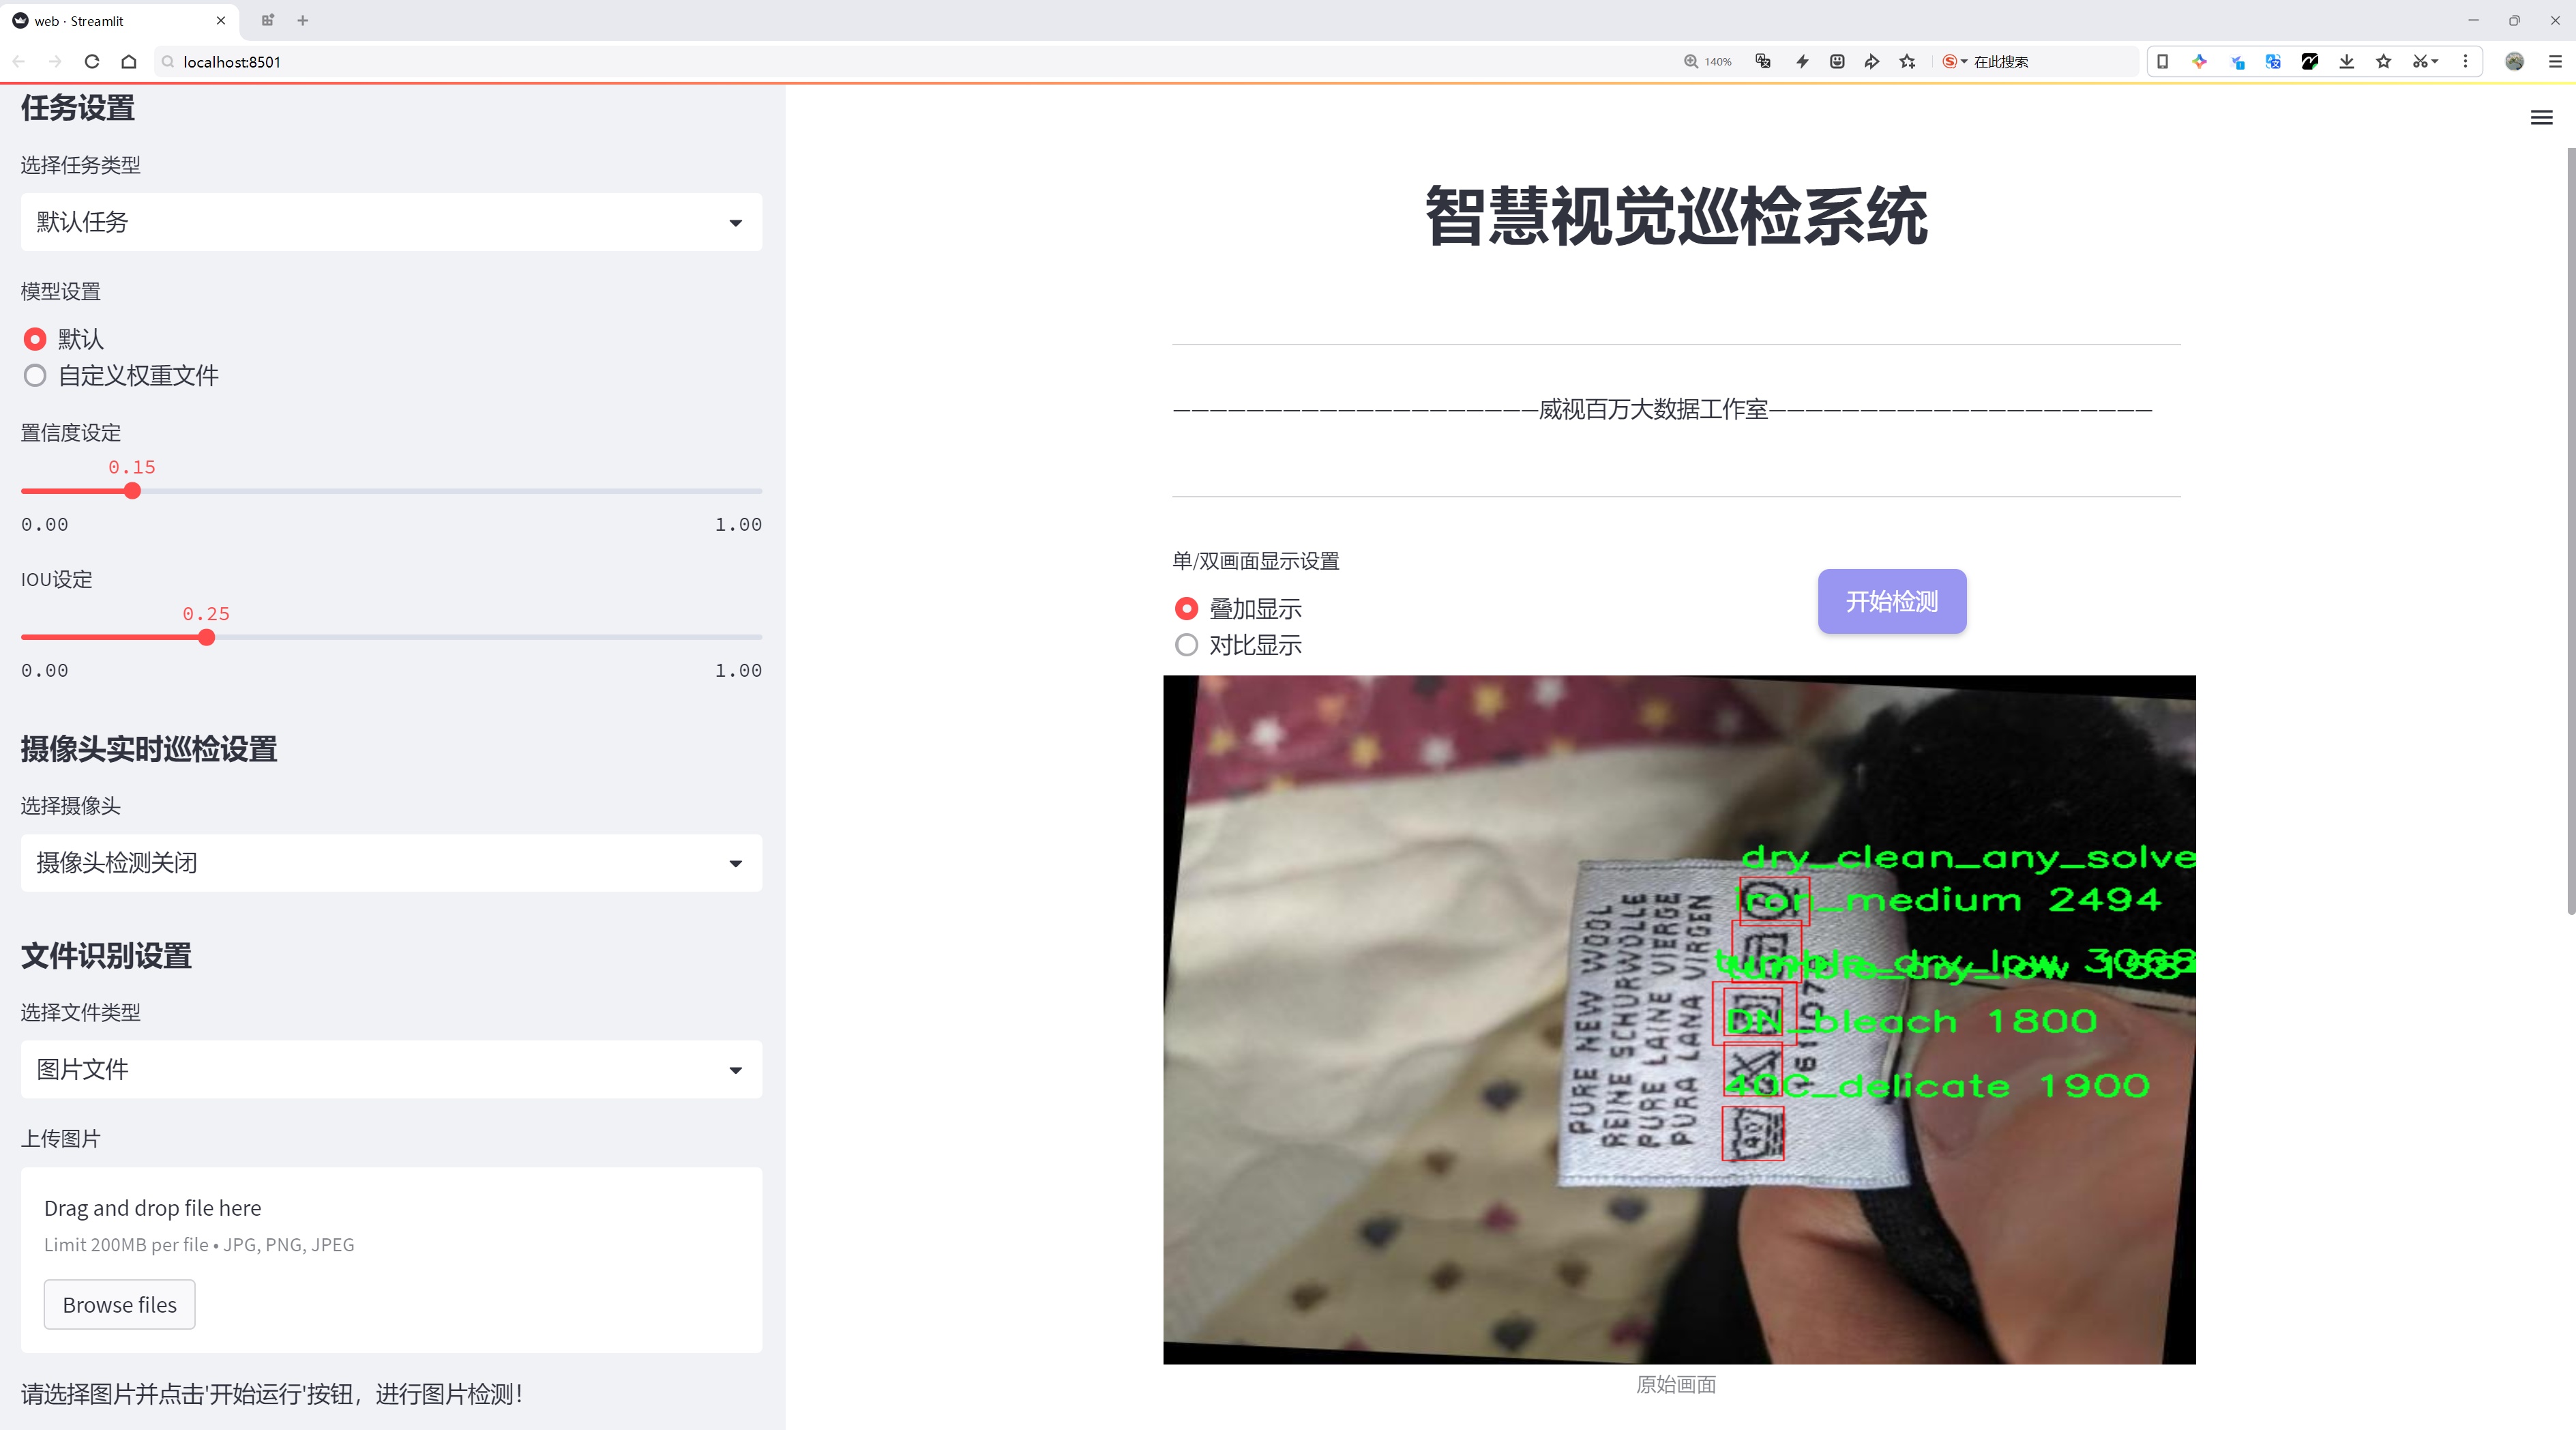 web · Streamlit
localhost:8501
140%
在此搜索
任务设置
选择任务类型
默认任务
模型设置
默认
自定义权重文件
置信度设定
0.15
0.00
1.00
IOU设定
0.25
0.00
1.00
摄像头实时巡检设置
选择摄像头
摄像头检测关闭
文件识别设置
选择文件类型
图片文件
上传图片
Drag and drop file here
Limit 200MB per file • JPG, PNG, JPEG
Browse files
请选择图片并点击'开始运行'按钮，进行图片检测！
智慧视觉巡检系统
————————————————————威视百万大数据工作室—————————————————————
单/双画面显示设置
叠加显示
对比显示
开始检测
dry_clean_any_solve
iron_medium 2494
tumble_dry_low 3068
DN_bleach 1800
40C_delicate 1900
PURE NEW WOOL
REINE SCHURWOLLE
PURE LAINE VIERGE
PURA LANA VIRGEN
原始画面